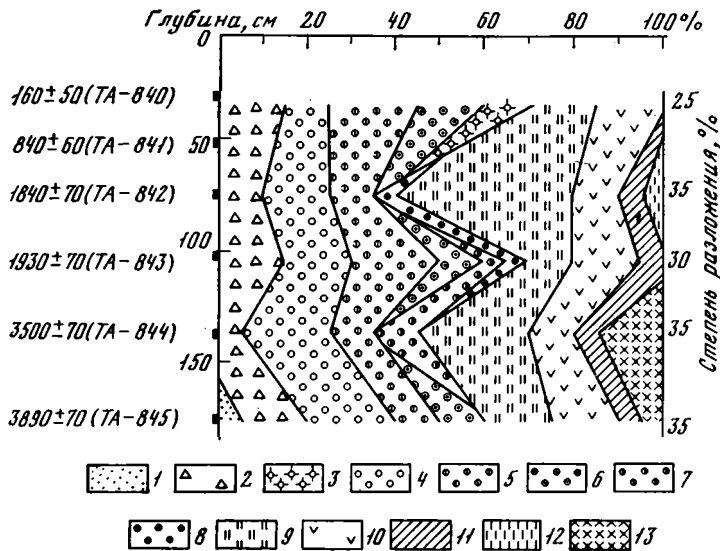 Глубина, см 20 40 60 80 100 %
0
160±50 (ТА-840) 25
50
840±60 (ТА-841)
1840±70 (ТА-842) 35
100
1930±70 (ТА-843) 30
3500±70 (ТА-844) 35
150
3890±70 (ТА-845) 35
Степень разложения, %
1 2 3 4 5 6 7
8 9 10 11 12 13